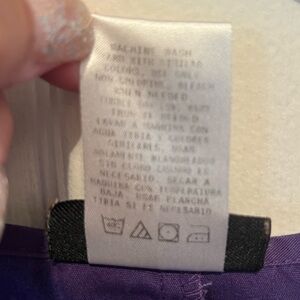 MACHINE WASH
WARM WITH SIMILAR
COLORS, USE ONLY
NON-CHLORINE, BLEACH
WHEN NEEDED
TUMBLE DRY LOW, WARM
IRON IF NEEDED
LAVAR A MAQUINA CON
AGUA TIBIA Y COLORES
SIMILARES, USAR
SOLAMENTE BLANQUEADOR
SIN CLORO CUANDO ES
NECESARIO, SECAR A
MAQUINA CON TEMPERATURA
BAJA, USAR PLANCHA
TIBIA SI ES NECESARIO